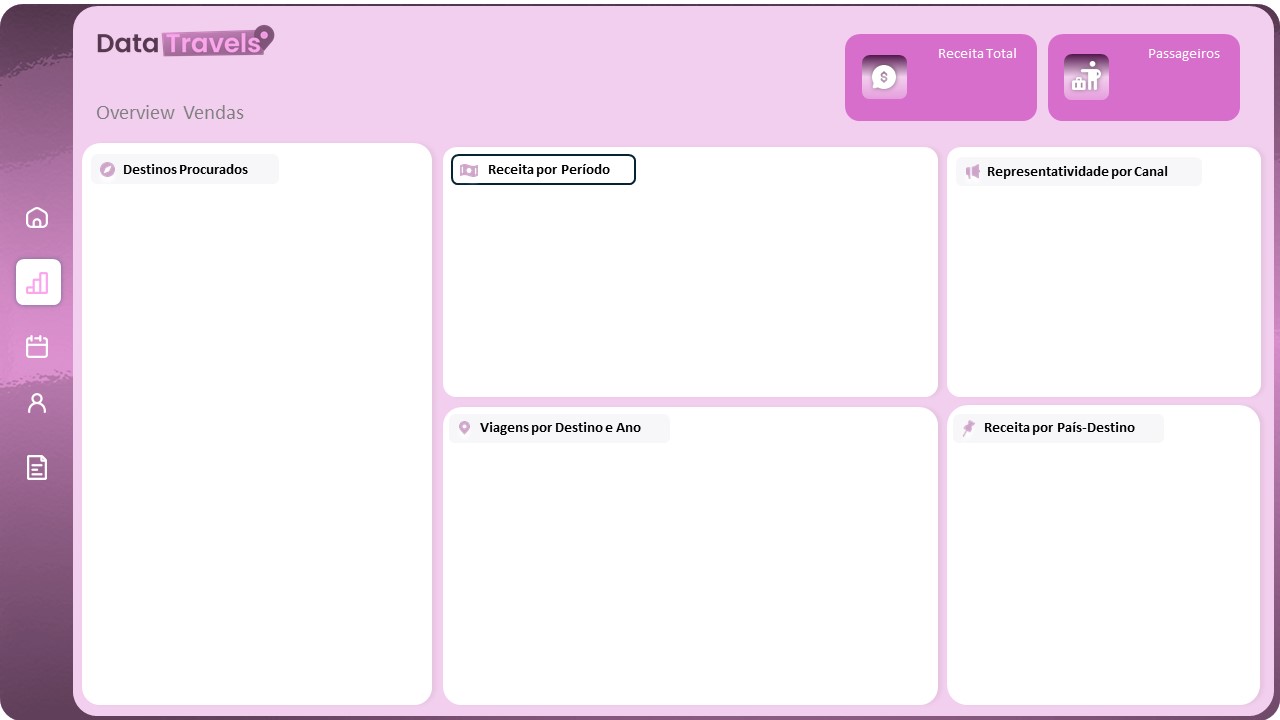 Data Travels
Receita Total
Passageiros
Overview Vendas
Destinos Procurados
Receita por Período
Representatividade por Canal
Viagens por Destino e Ano
Receita por País-Destino